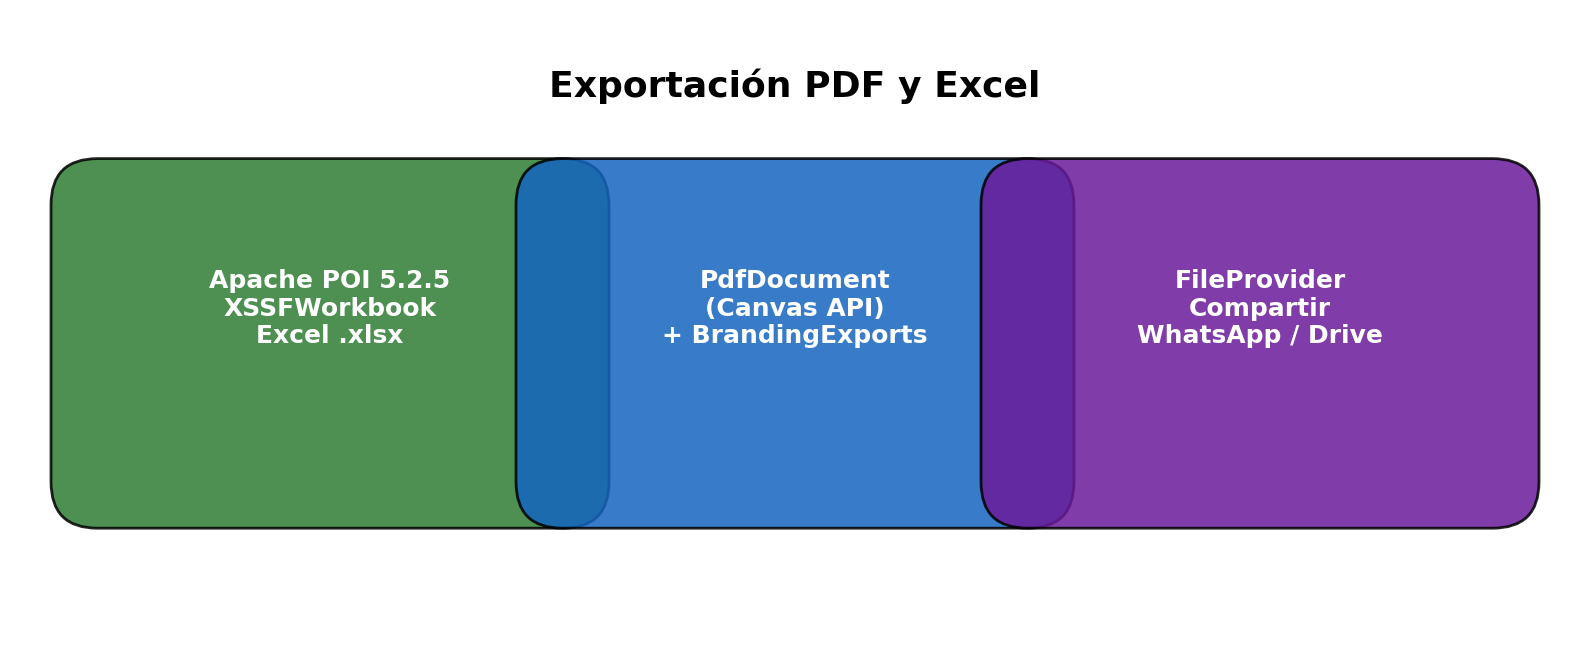 Exportación PDF y Excel
Apache POI 5.2.5
XSSFWorkbook
Excel .xlsx
PdfDocument
(Canvas API)
+ BrandingExports
FileProvider
Compartir
WhatsApp / Drive